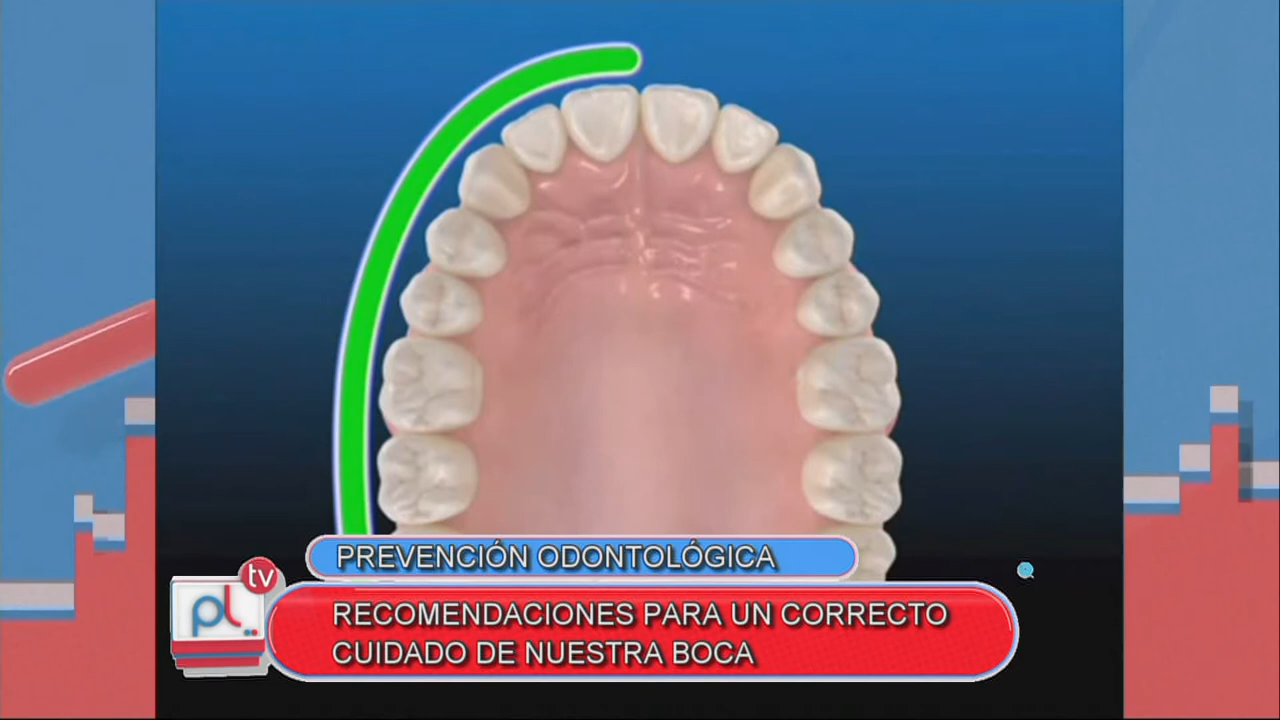 PREVENCIÓN ODONTOLÓGICA
tv
pl
RECOMENDACIONES PARA UN CORRECTO
CUIDADO DE NUESTRA BOCA